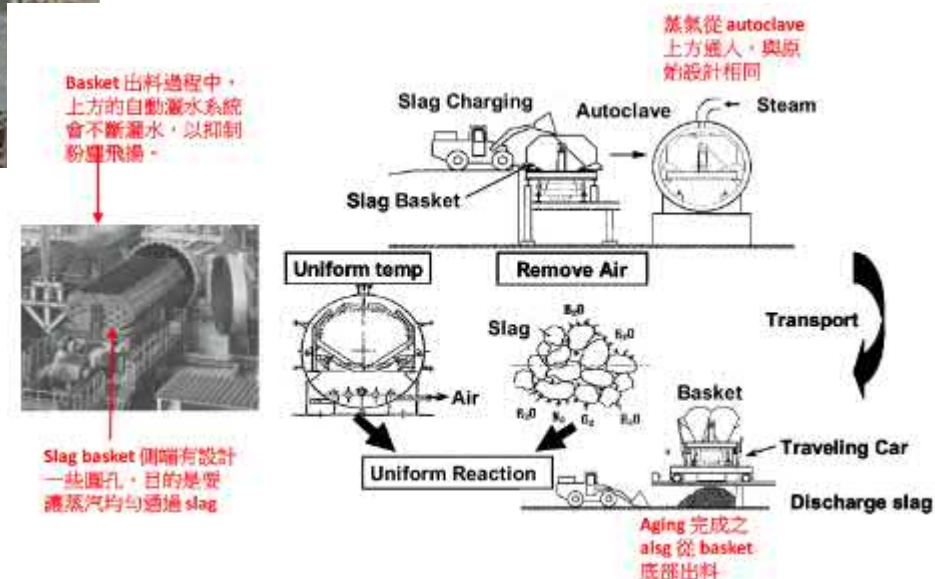 蒸氣從 autoclave
上方通人，與原
始設計相同
Basket 出料過程中，
上方的自動灑水系統
會不斷灑水，以抑制
粉塵飛揚。
Slag Charging
Autoclave
Steam
Slag Basket
Uniform temp
Remove Air
Slag
H₂O
H₂O
Transport
Air
H₂O
N₂
O₂
H₂O
Basket
Traveling Car
Slag basket 側端有設計
一些圓孔，目的是要
讓蒸汽均勻通過 slag
Uniform Reaction
Discharge slag
Aging 完成之
alsg 從 basket
底部出料